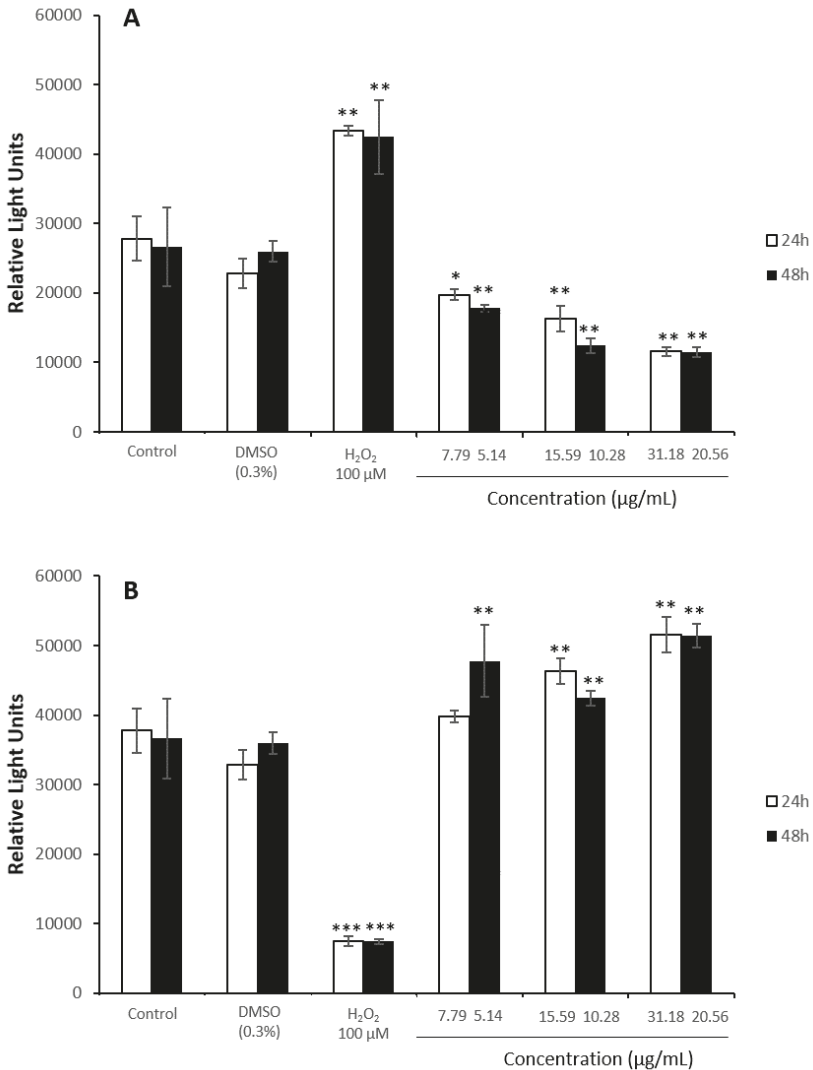 A
60000
50000
40000
30000
20000
10000
0
Relative Light Units
** **
* **
** **
** **
24h
48h
Control
DMSO
(0.3%)
H₂O₂
100 µM
7.79 5.14
15.59 10.28
31.18 20.56
Concentration (µg/mL)
B
60000
50000
40000
30000
20000
10000
0
Relative Light Units
*** ***
**
** **
** **
24h
48h
Control
DMSO
(0.3%)
H₂O₂
100 µM
7.79 5.14
15.59 10.28
31.18 20.56
Concentration (µg/mL)